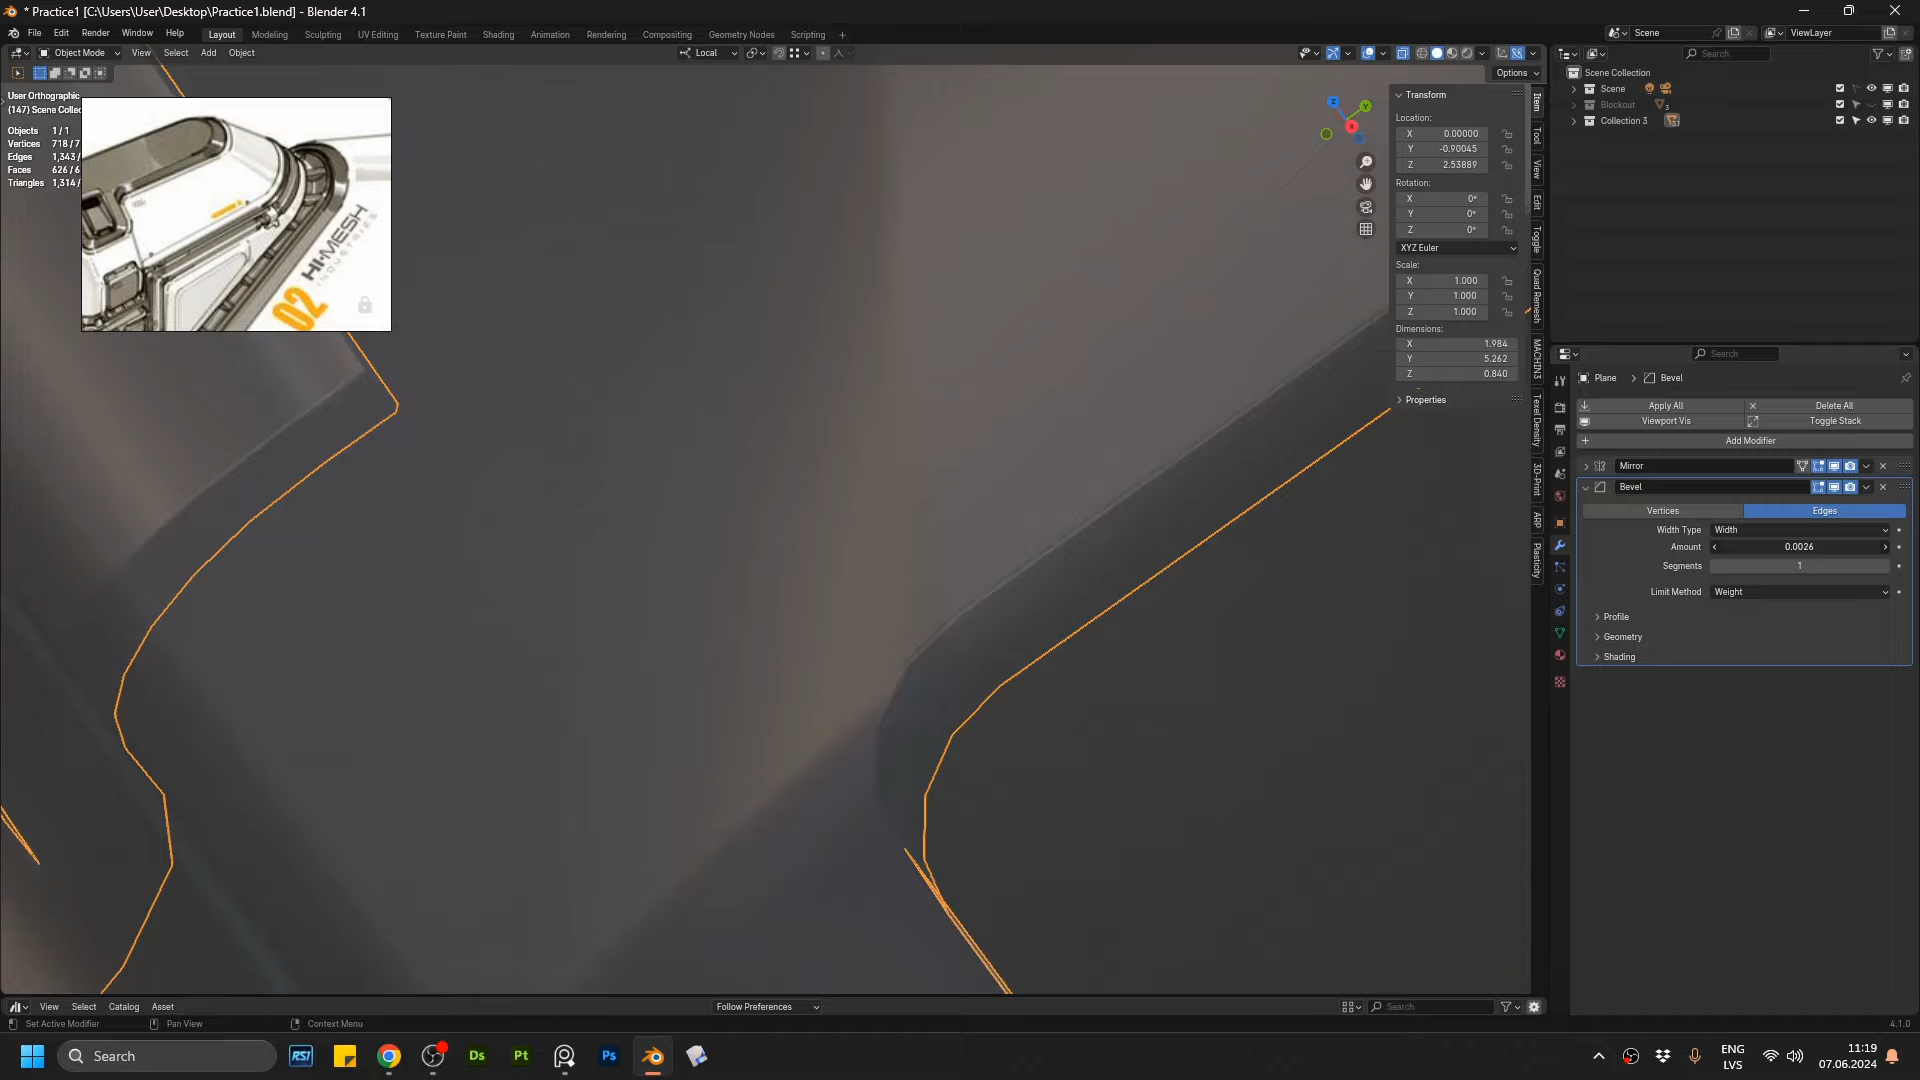 * Practice1 [C:\Users\User\Desktop\Practice1.blend] - Blender 4.1
File Edit Render Window Help Layout Modeling Sculpting UV Editing Texture Paint Shading Animation Rendering Compositing Geometry Nodes Scripting +
Scene ViewLayer
Object Mode View Select Add Object Local
Search
Options
Scene Collection
Scene
Blockout 3
Collection 3 31
User Orthographic
(147) Scene Collec
Objects 1 / 1
Vertices 718 / 7
Edges 1,343 /
Faces 626 / 6
Triangles 1,314 /
HI-MESH
INDUSTRIES
02
Z Y X
Transform
Location:
X 0.00000
Y -0.90045
Z 2.53889
Rotation:
X 0°
Y 0°
Z 0°
XYZ Euler
Scale:
X 1.000
Y 1.000
Z 1.000
Dimensions:
X 1.984
Y 5.262
Z 0.840
Properties
Item
Tool
View
Edit
Toggle
Quad Remesh
MACHIN3
Texel Density
3D-Print
ARP
Plasticity
Search
Plane > Bevel
Apply All Delete All
Viewport Vis Toggle Stack
Add Modifier
Mirror
Bevel
Vertices Edges
Width Type Width
Amount 0.0026
Segments 1
Limit Method Weight
Profile
Geometry
Shading
View Select Catalog Asset Follow Preferences Search
Set Active Modifier Pan View Context Menu 4.1.0
Search RSI Ds Pt Ps
ENG
LVS
11:19
07.06.2024